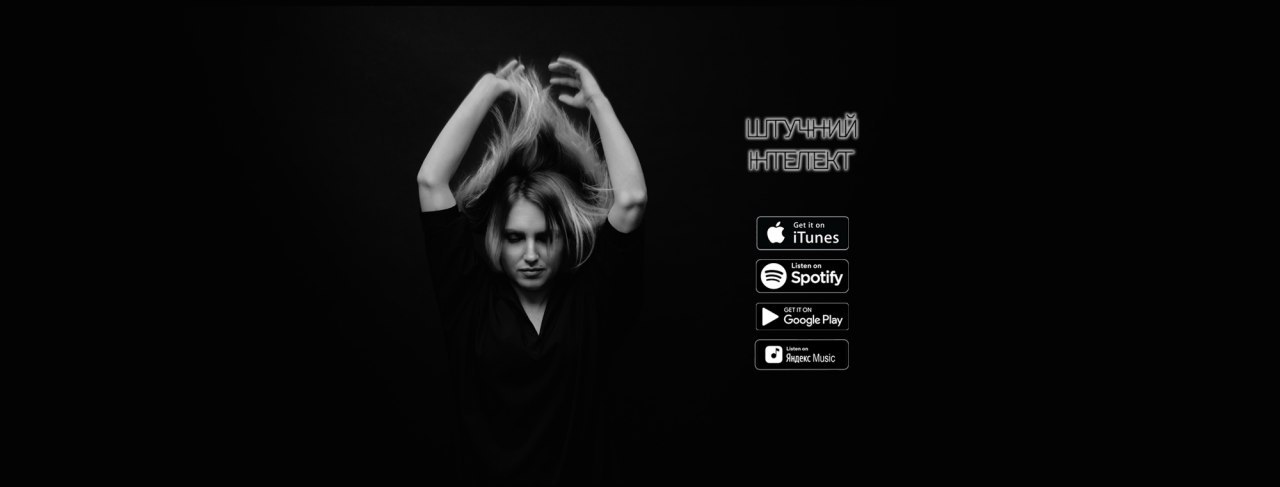 ШТУЧНИЙ
ІНТЕЛЕКТ
Get it on
iTunes
Listen on
Spotify
GET IT ON
Google Play
Listen on
Яндекс Music